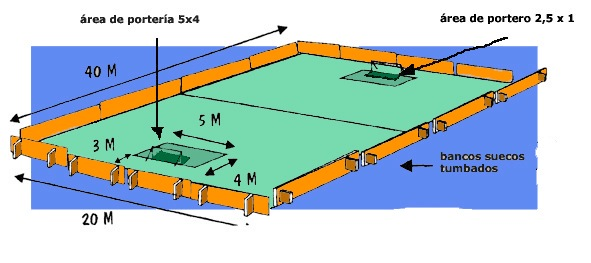 área de portería 5x4
área de portero 2,5 x 1
40 M
5 M
3 M
4 M
bancos suecos
tumbados
20 M